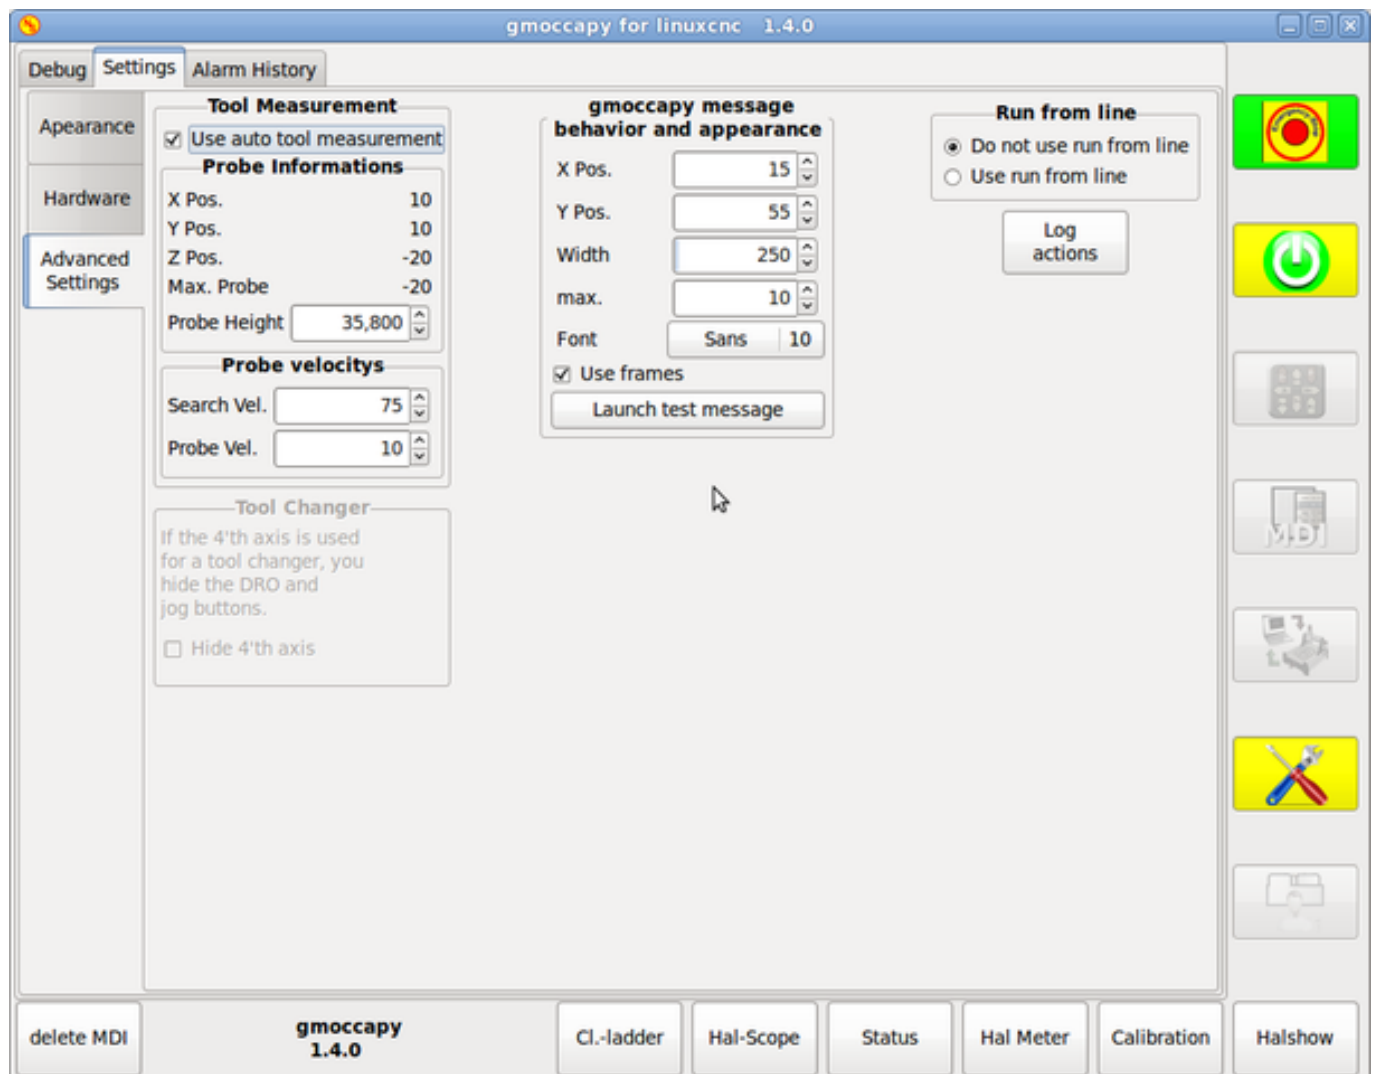 gmoccapy for linuxcnc 1.4.0
Debug
Settings
Alarm History
Apearance
Hardware
Advanced
Settings
Tool Measurement
Use auto tool measurement
Probe Informations
X Pos. 10
Y Pos. 10
Z Pos. -20
Max. Probe -20
Probe Height 35,800
Probe velocitys
Search Vel. 75
Probe Vel. 10
Tool Changer
If the 4'th axis is used
for a tool changer, you
hide the DRO and
jog buttons.
Hide 4'th axis
gmoccapy message
behavior and appearance
X Pos. 15
Y Pos. 55
Width 250
max. 10
Font Sans 10
Use frames
Launch test message
Run from line
Do not use run from line
Use run from line
Log
actions
MDI
delete MDI
gmoccapy
1.4.0
Cl.-ladder
Hal-Scope
Status
Hal Meter
Calibration
Halshow